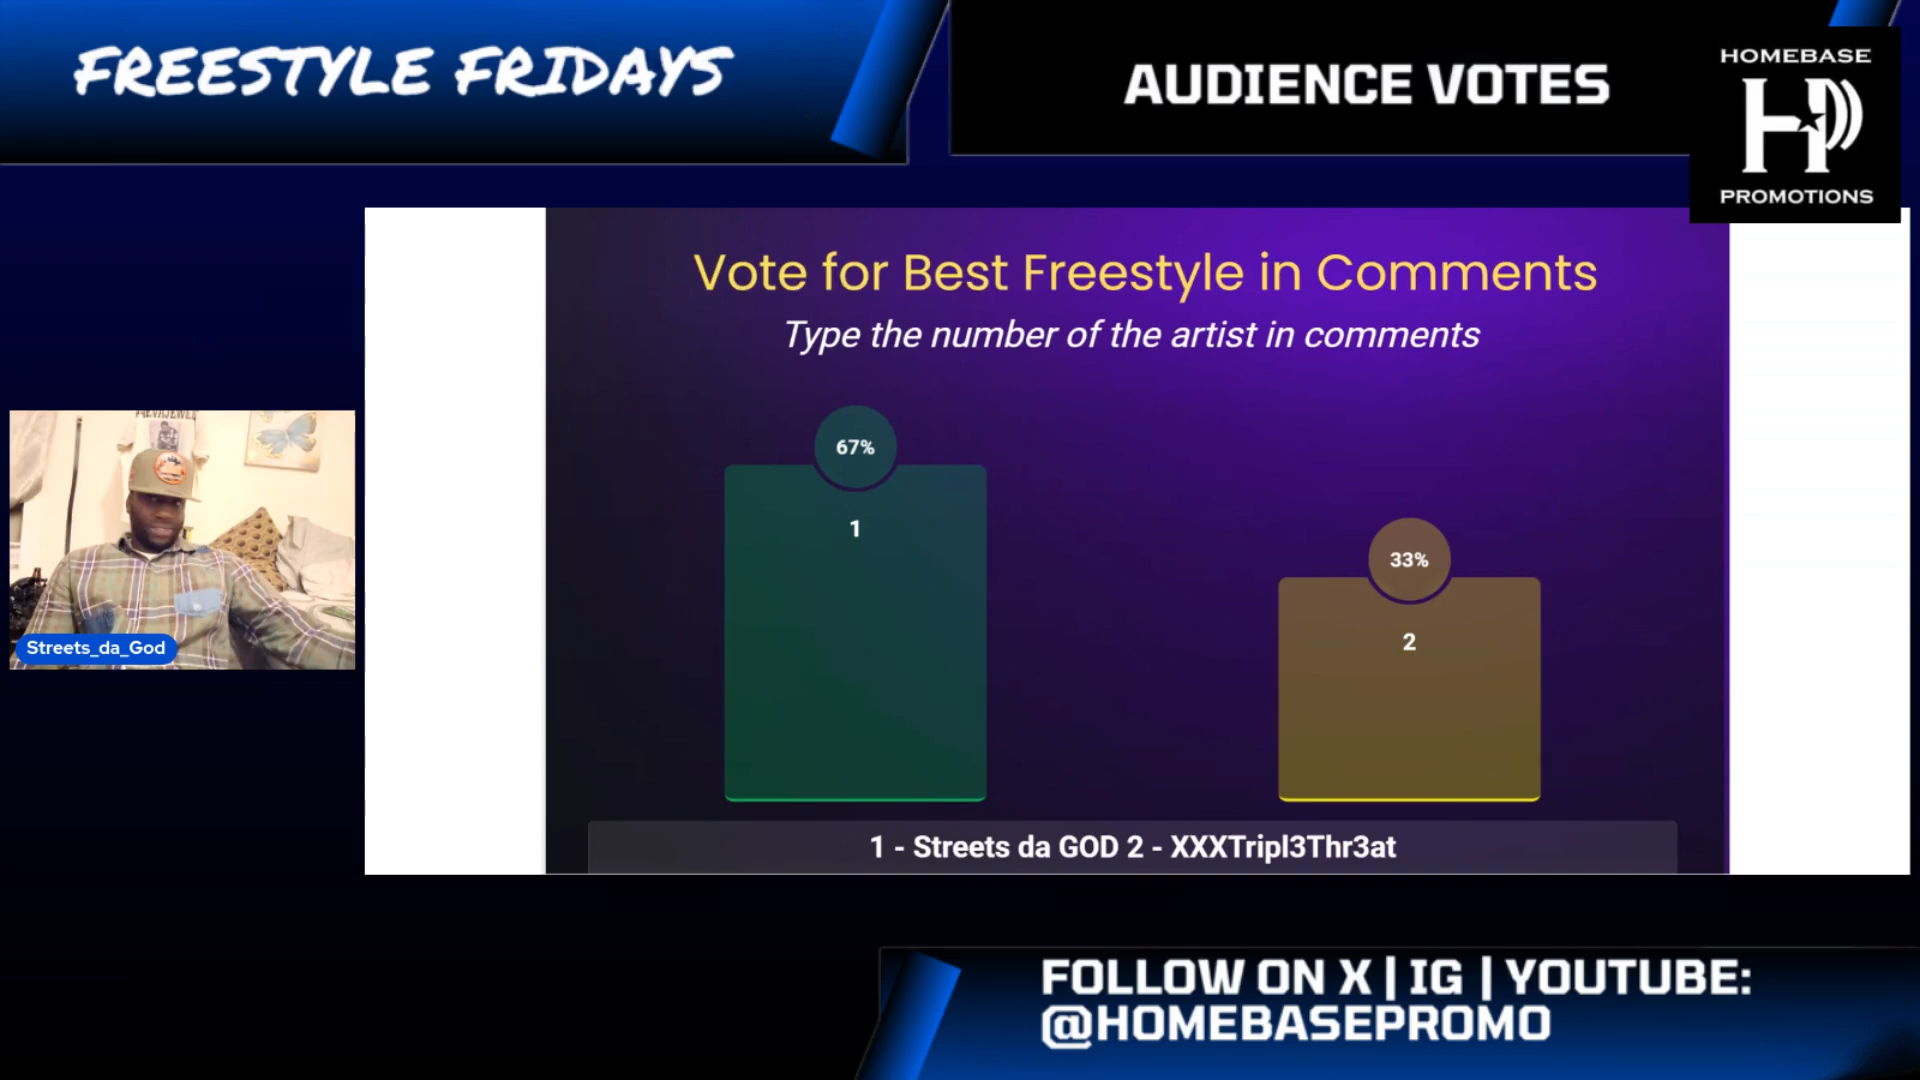 FREESTYLE FRIDAYS
AUDIENCE VOTES
HOMEBASE
PROMOTIONS
Vote for Best Freestyle in Comments
Type the number of the artist in comments
67%
1
33%
2
Streets_da_God
1 - Streets da GOD 2 - XXXTripl3Thr3at
FOLLOW ON X | IG | YOUTUBE:
@HOMEBASEPROMO